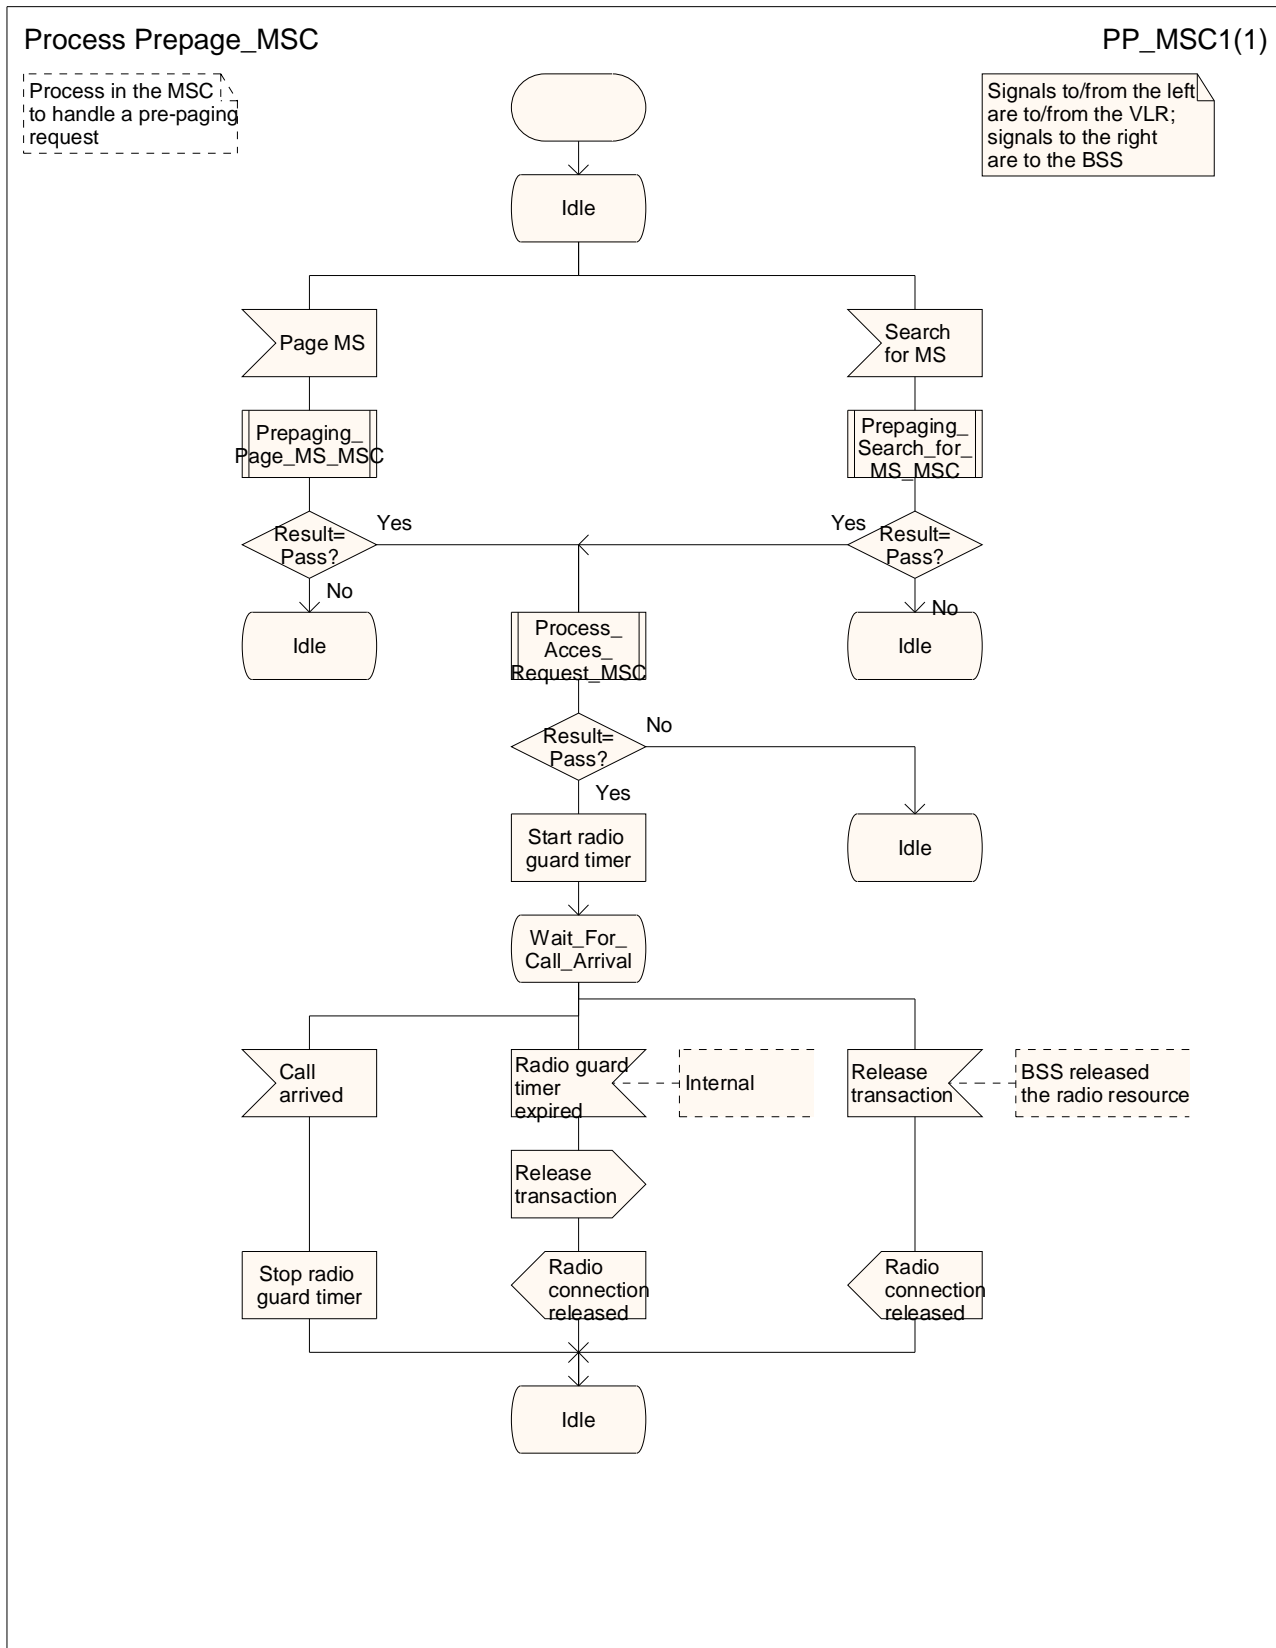 Process Prepage_MSC
PP_MSC1(1)
Process in the MSC
to handle a pre-paging
request
Signals to/from the left
are to/from the VLR;
signals to the right
are to the BSS
Idle
Page MS
Search
for MS
Prepaging_
Page_MS_MSC
Prepaging_
Search_for_
MS_MSC
Result=
Pass?
Yes
No
Yes
Result=
Pass?
No
Idle
Process_
Acces_
Request_MSC
Idle
Result=
Pass?
No
Yes
Start radio
guard timer
Idle
Wait_For_
Call_Arrival
Call
arrived
Radio guard
timer
expired
Internal
Release
transaction
BSS released
the radio resource
Release
transaction
Stop radio
guard timer
Radio
connection
released
Radio
connection
released
Idle